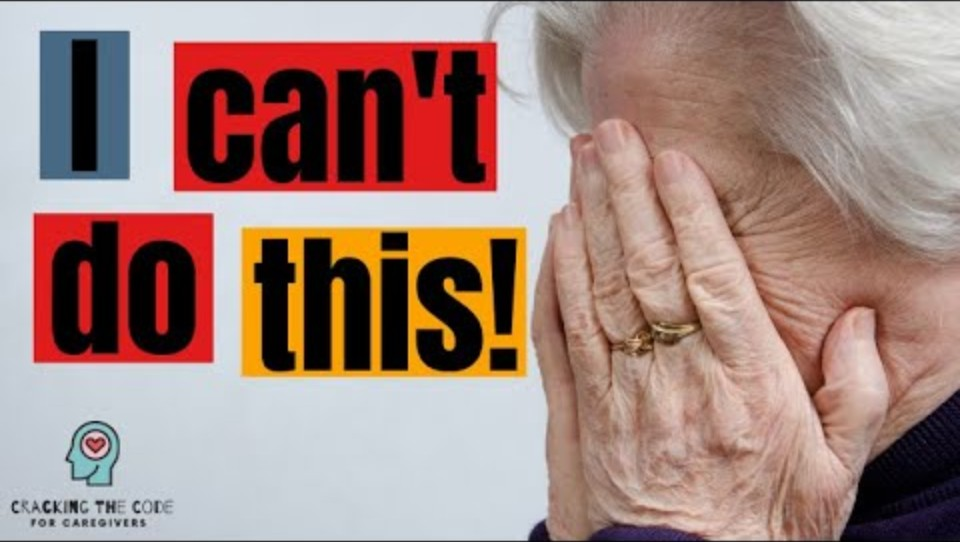 I can't
do this!
CRACKING THE CODE
FOR CAREGIVERS